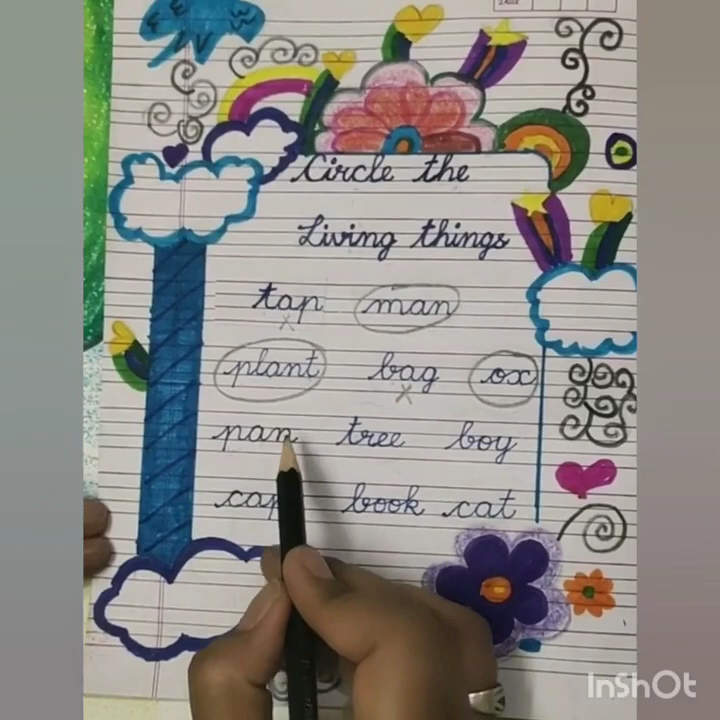 Circle the
Living things
tap man
plant bag ox
pan tree boy
cap book cat
InShOt